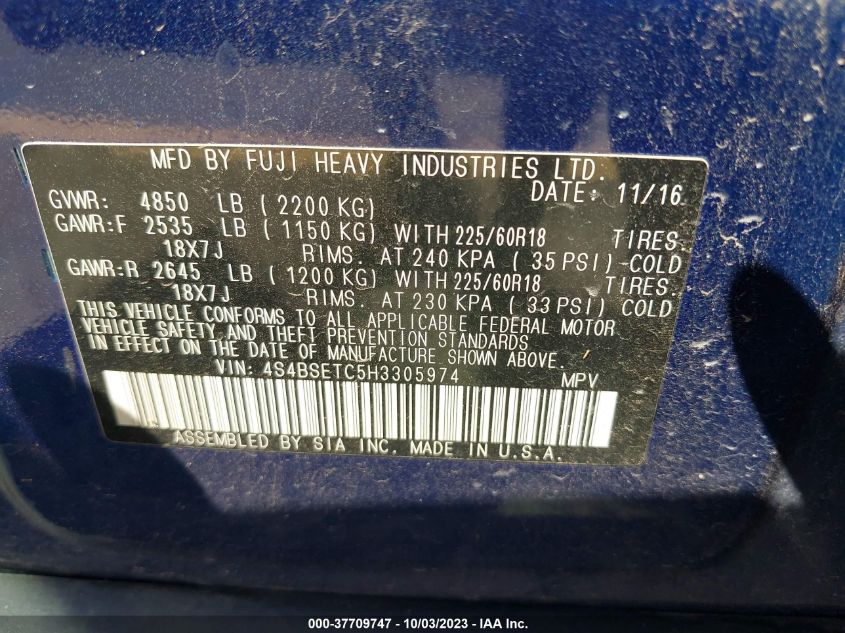 MFD BY FUJI HEAVY INDUSTRIES LTD.
DATE: 11/16
GVWR: 4850 LB ( 2200 KG)
GAWR:F 2535 LB ( 1150 KG) WITH 225/60R18 TIRES.
18X7J RIMS. AT 240 KPA ( 35 PSI) COLD
GAWR:R 2645 LB ( 1200 KG) WITH 225/60R18 TIRES.
18X7J RIMS. AT 230 KPA ( 33 PSI) COLD
THIS VEHICLE CONFORMS TO ALL APPLICABLE FEDERAL MOTOR
VEHICLE SAFETY AND THEFT PREVENTION STANDARDS
IN EFFECT ON THE DATE OF MANUFACTURE SHOWN ABOVE.
VIN: 4S4BSETC5H3305974 MPV
ASSEMBLED BY SIA INC. MADE IN U.S.A.
000-37709747 - 10/03/2023 - IAA Inc.